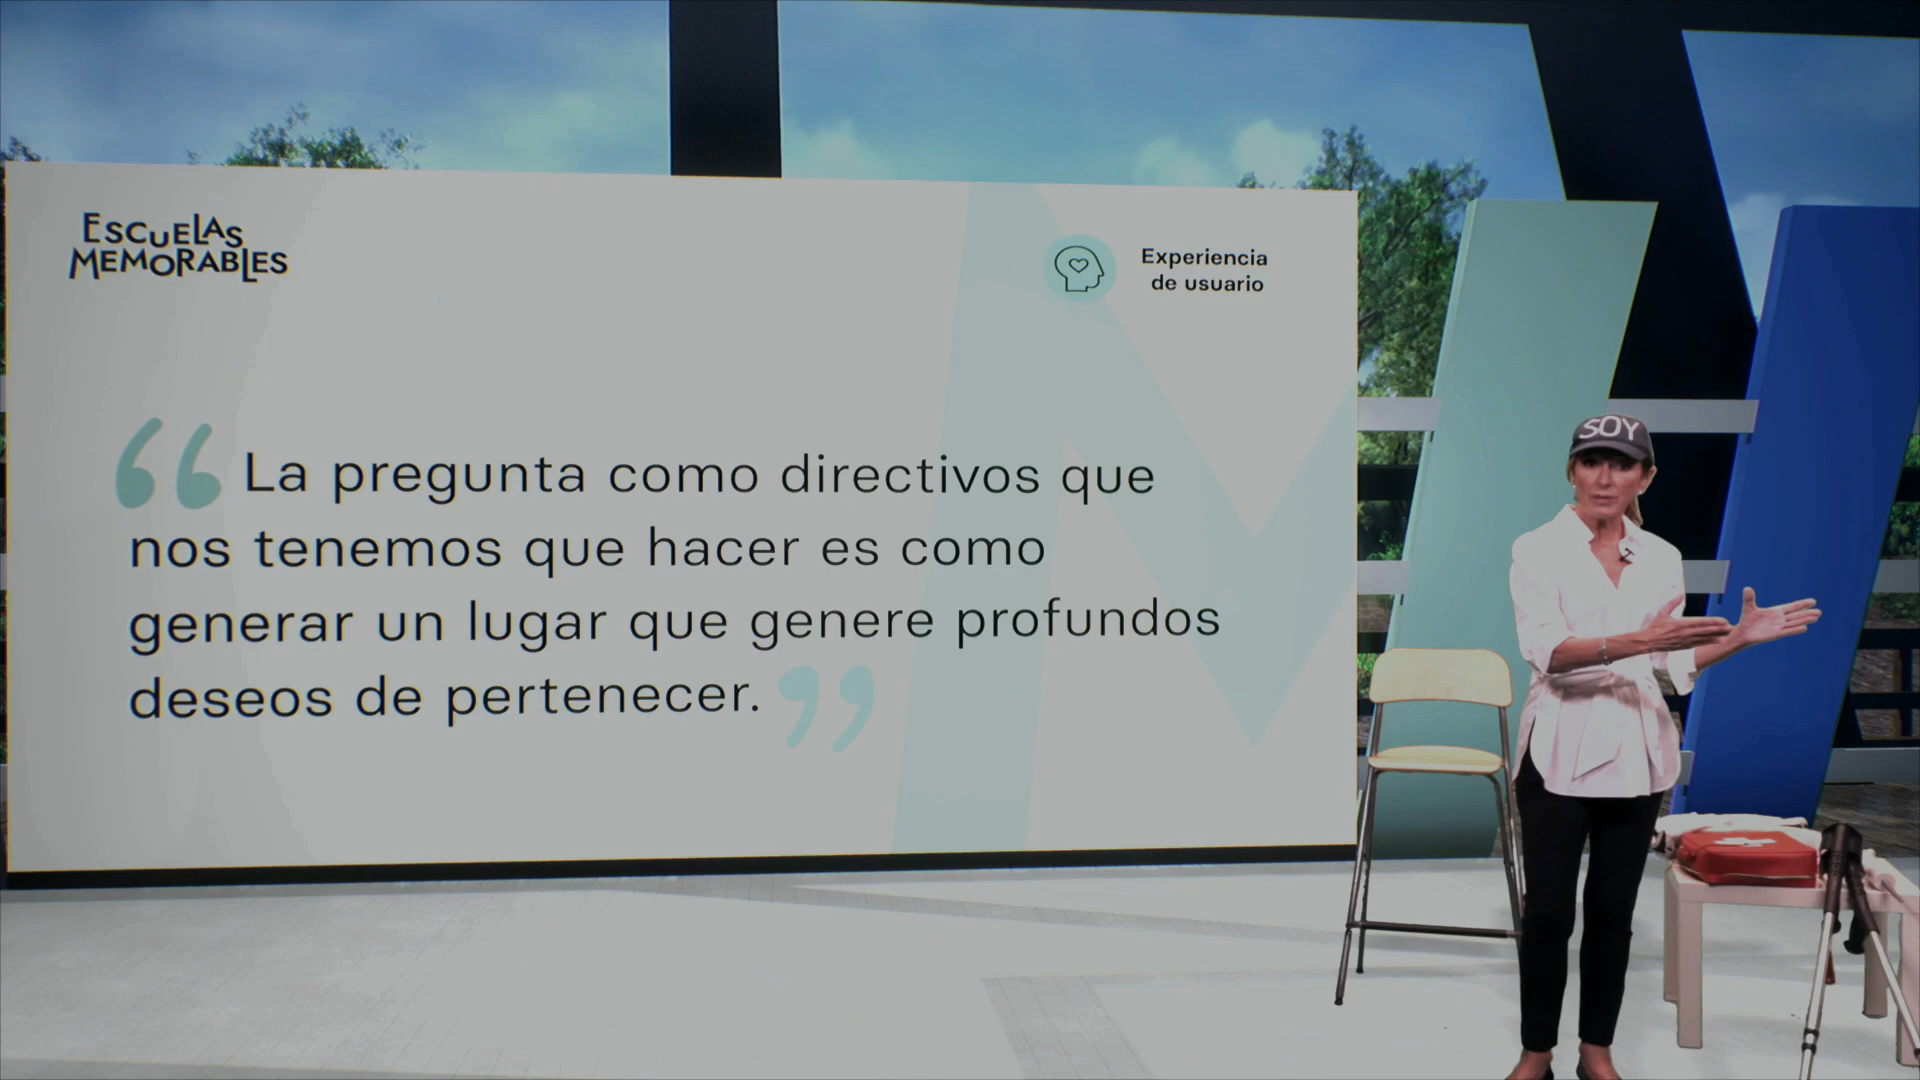 ESCUELAS
MEMORABLES
Experiencia
de usuario
“La pregunta como directivos que
nos tenemos que hacer es como
generar un lugar que genere profundos
deseos de pertenecer.”
SOY